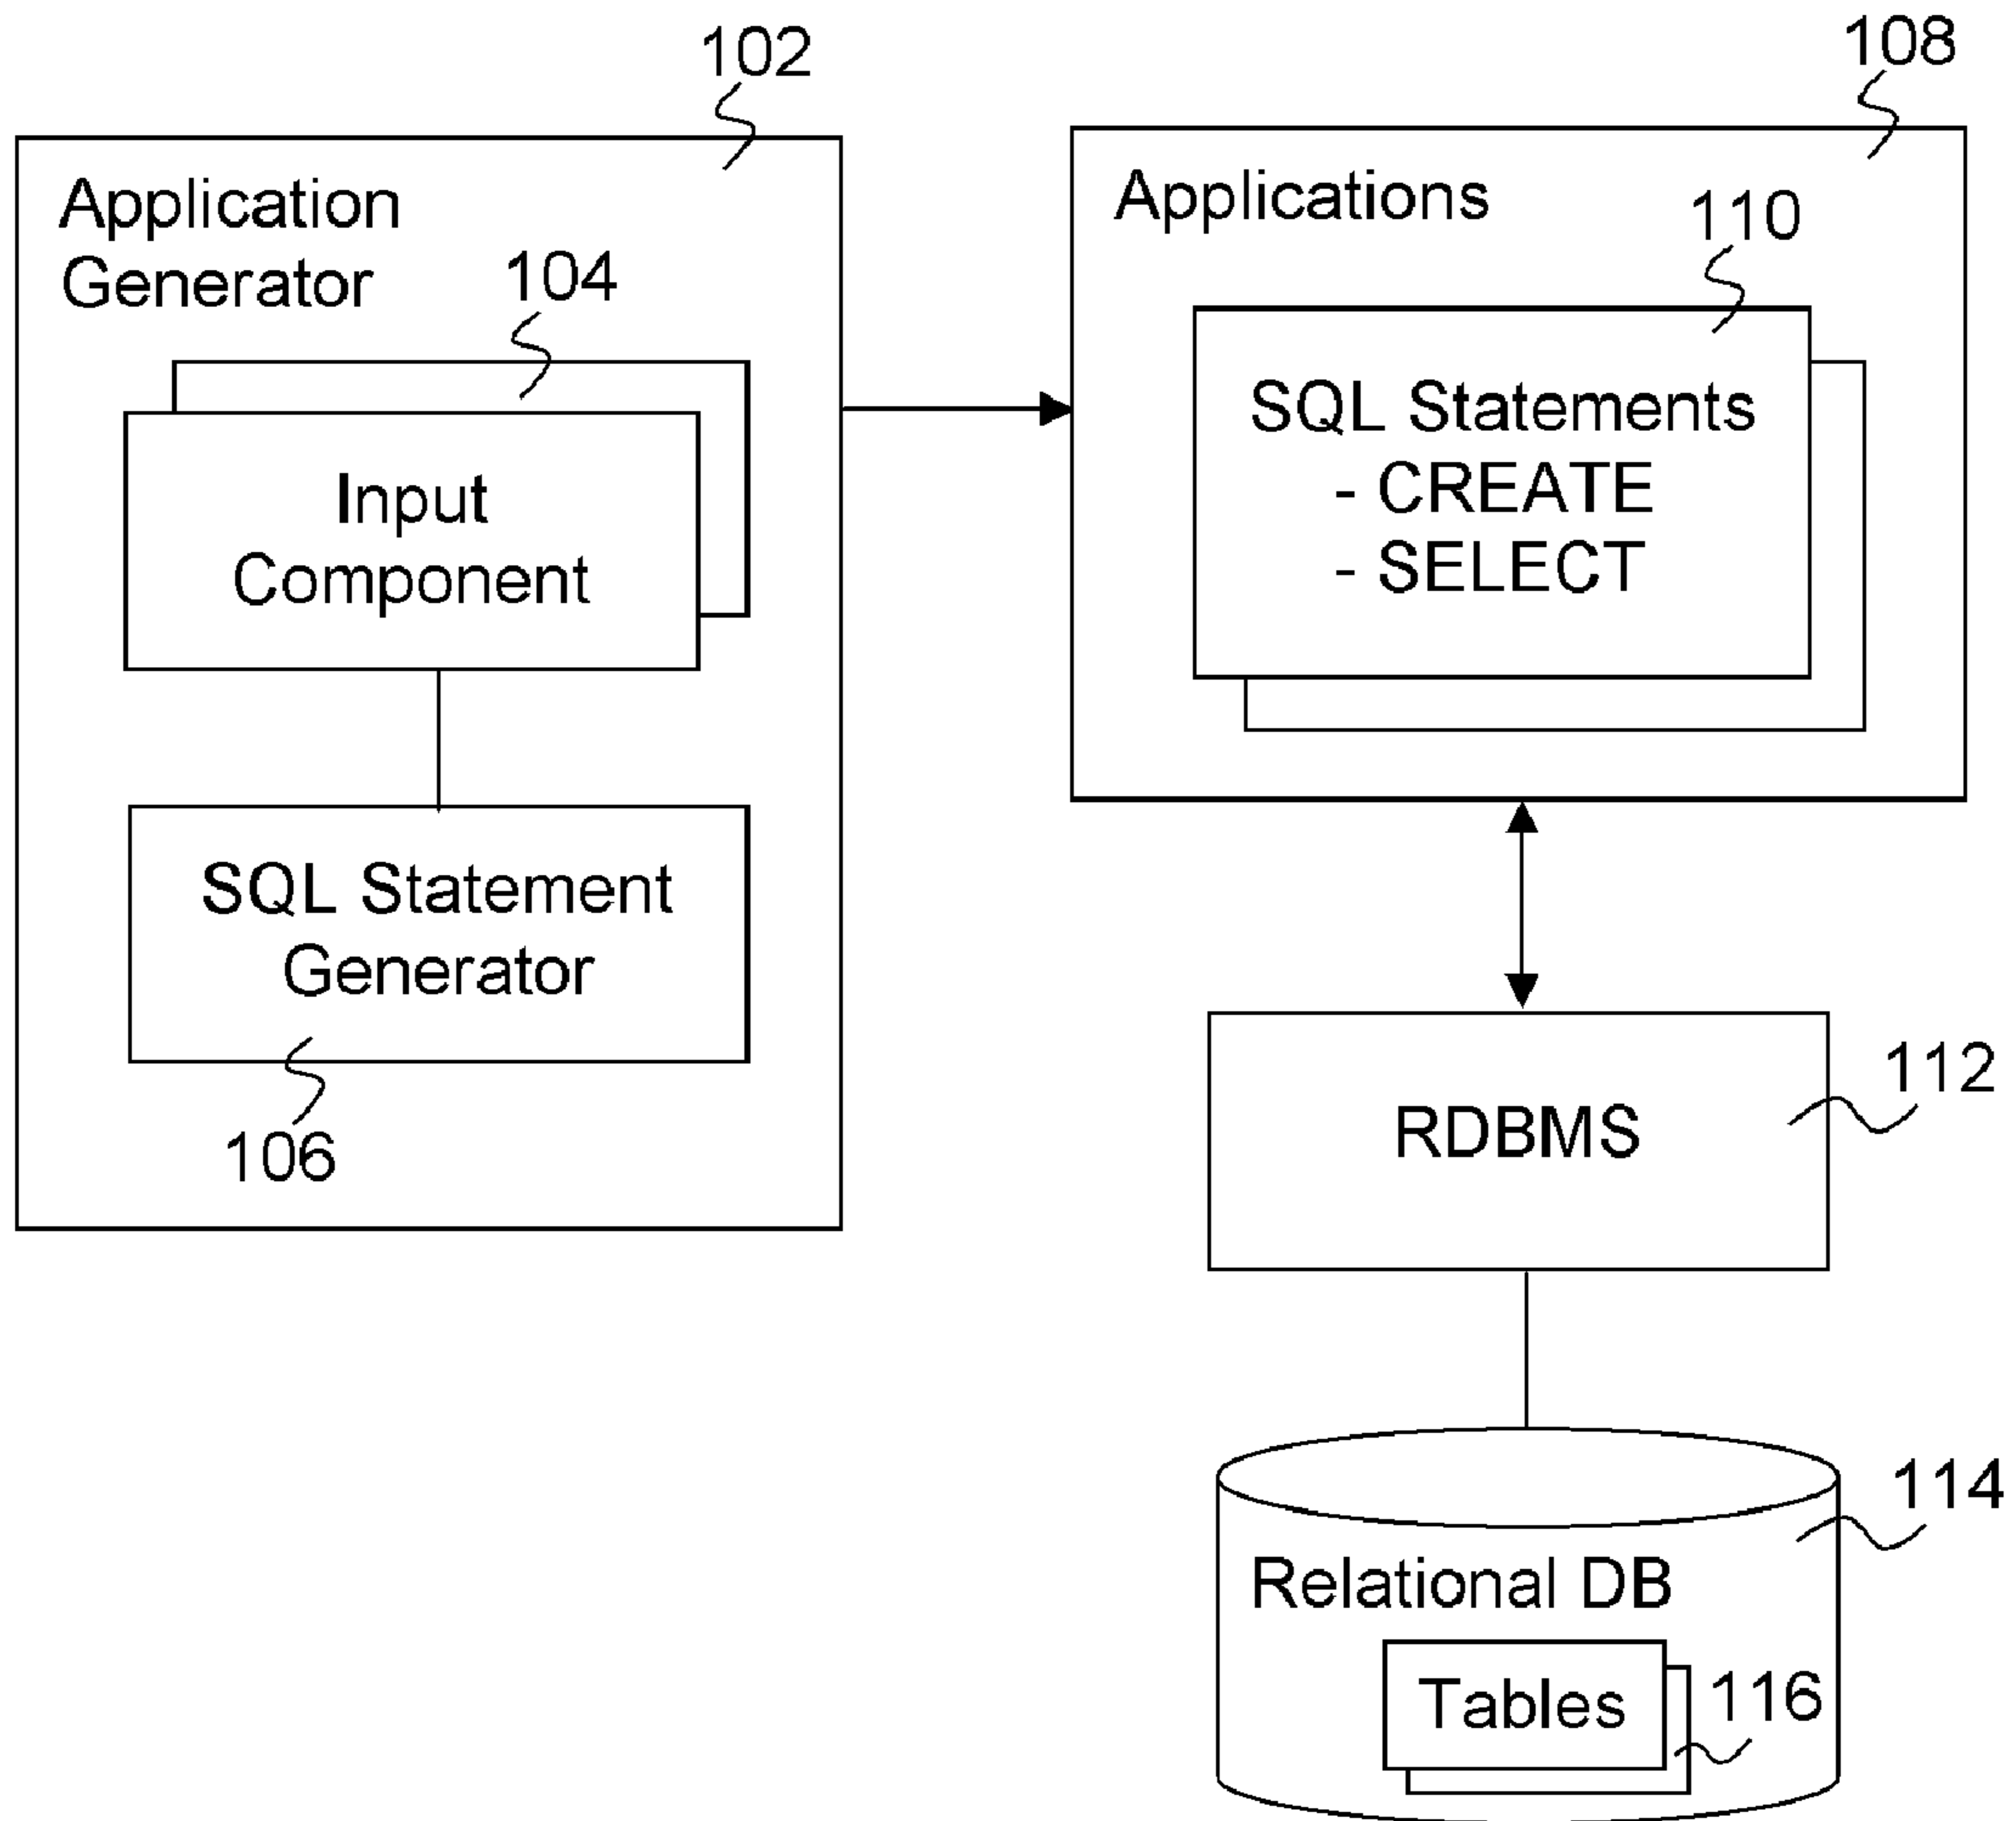 102
Application
Generator
104
Input
Component
SQL Statement
Generator
106
108
Applications
110
SQL Statements
- CREATE
- SELECT
RDBMS
112
114
Relational DB
Tables
116